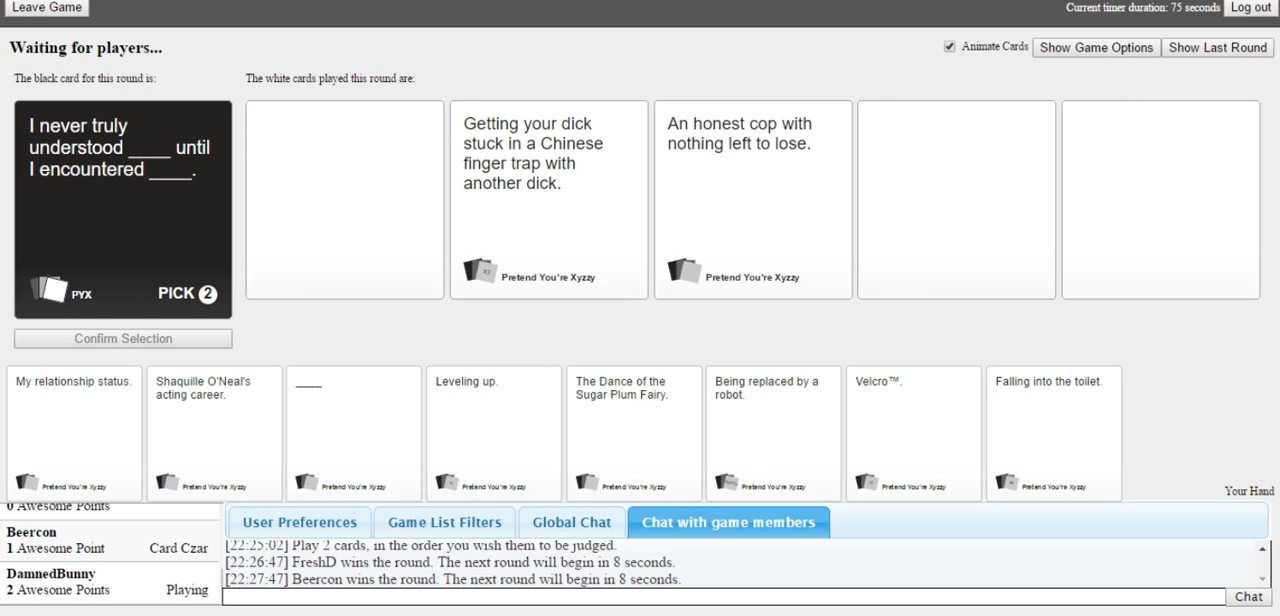 Leave Game
Current timer duration: 75 seconds
Log out
Waiting for players...
Animate Cards
Show Game Options
Show Last Round
The black card for this round is:
The white cards played this round are:
I never truly
understood ____ until
I encountered ____.
PYX
PICK 2
Getting your dick
stuck in a Chinese
finger trap with
another dick.
Pretend You're Xyzzy
An honest cop with
nothing left to lose.
Pretend You're Xyzzy
Confirm Selection
My relationship status.
Pretend You're Xyzzy
Shaquille O'Neal's
acting career.
Pretend You're Xyzzy
____
Pretend You're Xyzzy
Leveling up.
Pretend You're Xyzzy
The Dance of the
Sugar Plum Fairy.
Pretend You're Xyzzy
Being replaced by a
robot.
Pretend You're Xyzzy
Velcro™.
Pretend You're Xyzzy
Falling into the toilet.
Pretend You're Xyzzy
Your Hand
0 Awesome Points
Beercon
1 Awesome Point
Card Czar
DamnedBunny
2 Awesome Points
Playing
User Preferences
Game List Filters
Global Chat
Chat with game members
[22:25:02] Play 2 cards, in the order you wish them to be judged.
[22:26:47] FreshD wins the round. The next round will begin in 8 seconds.
[22:27:47] Beercon wins the round. The next round will begin in 8 seconds.
Chat